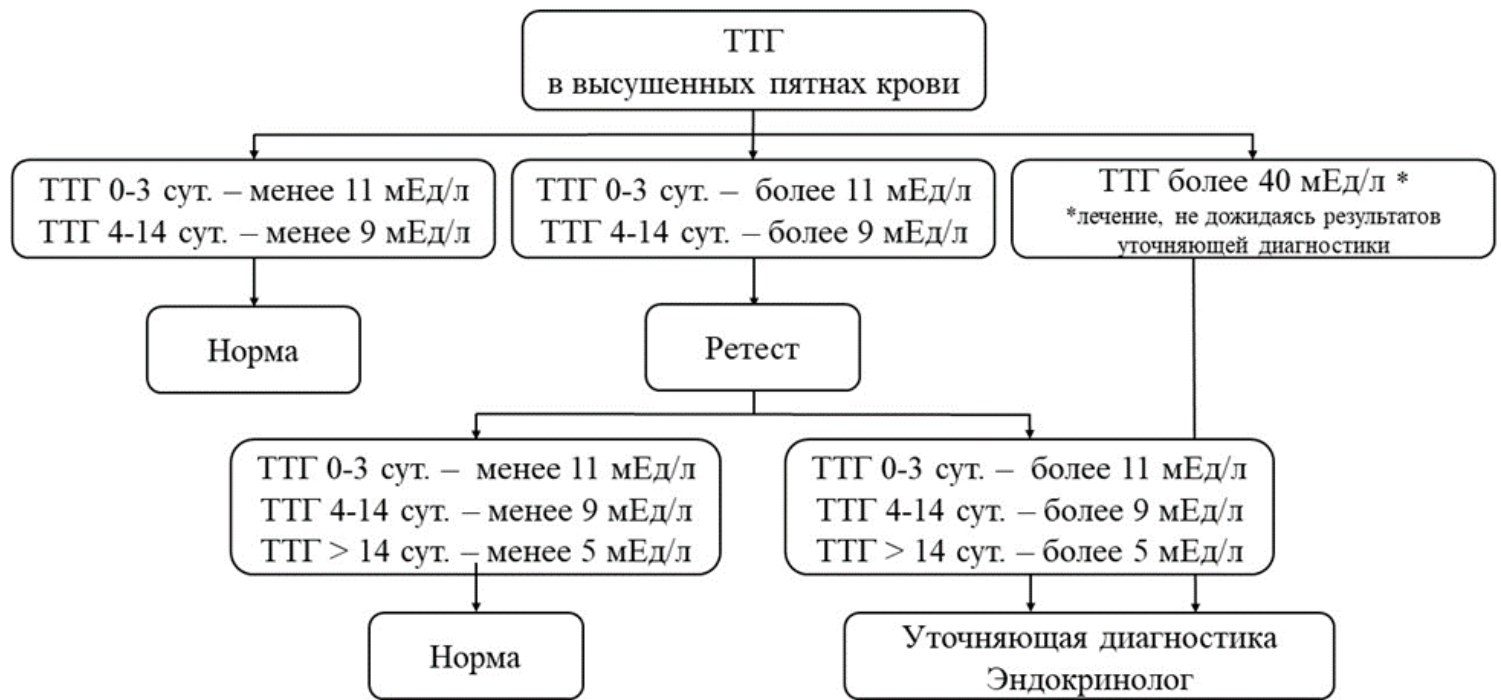 ТТГ
в высушенных пятнах крови
ТТГ 0-3 сут. – менее 11 мЕд/л
ТТГ 4-14 сут. – менее 9 мЕд/л
ТТГ 0-3 сут. – более 11 мЕд/л
ТТГ 4-14 сут. – более 9 мЕд/л
ТТГ более 40 мЕд/л *
*лечение, не дожидаясь результатов
уточняющей диагностики
Норма
Ретест
ТТГ 0-3 сут. – менее 11 мЕд/л
ТТГ 4-14 сут. – менее 9 мЕд/л
ТТГ > 14 сут. – менее 5 мЕд/л
ТТГ 0-3 сут. – более 11 мЕд/л
ТТГ 4-14 сут. – более 9 мЕд/л
ТТГ > 14 сут. – более 5 мЕд/л
Норма
Уточняющая диагностика
Эндокринолог